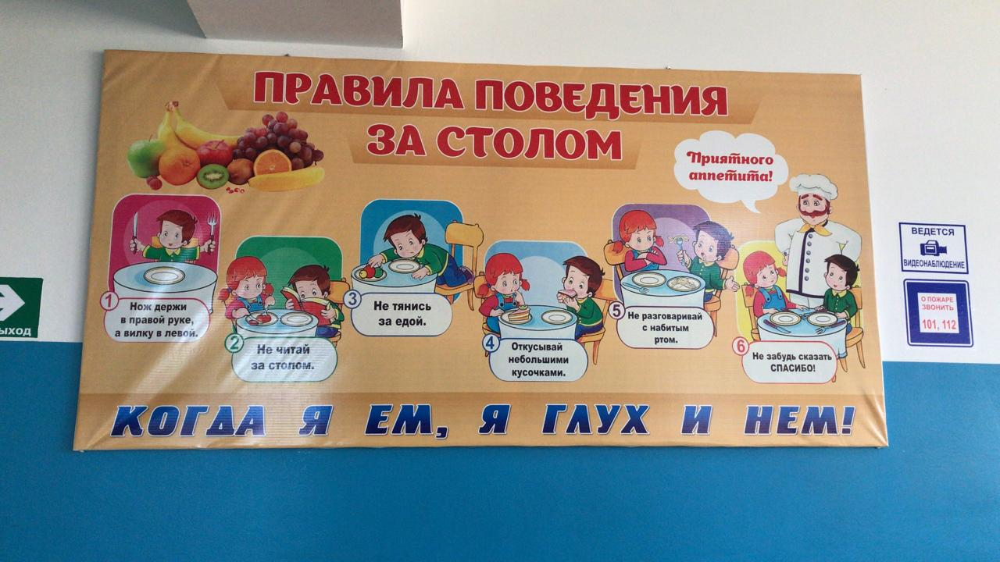 ПРАВИЛА ПОВЕДЕНИЯ
ЗА СТОЛОМ
Приятного
аппетита!
1
Нож держи
в правой руке,
а вилку в левой.
2
Не читай
за столом.
3
Не тянись
за едой.
4
Откусывай
небольшими
кусочками.
5
Не разговаривай
с набитым
ртом.
6
Не забудь сказать
СПАСИБО!
КОГДА Я ЕМ, Я ГЛУХ И НЕМ!
ВЕДЕТСЯ
ВИДЕОНАБЛЮДЕНИЕ
О ПОЖАРЕ
ЗВОНИТЬ
101, 112
ЫХОД